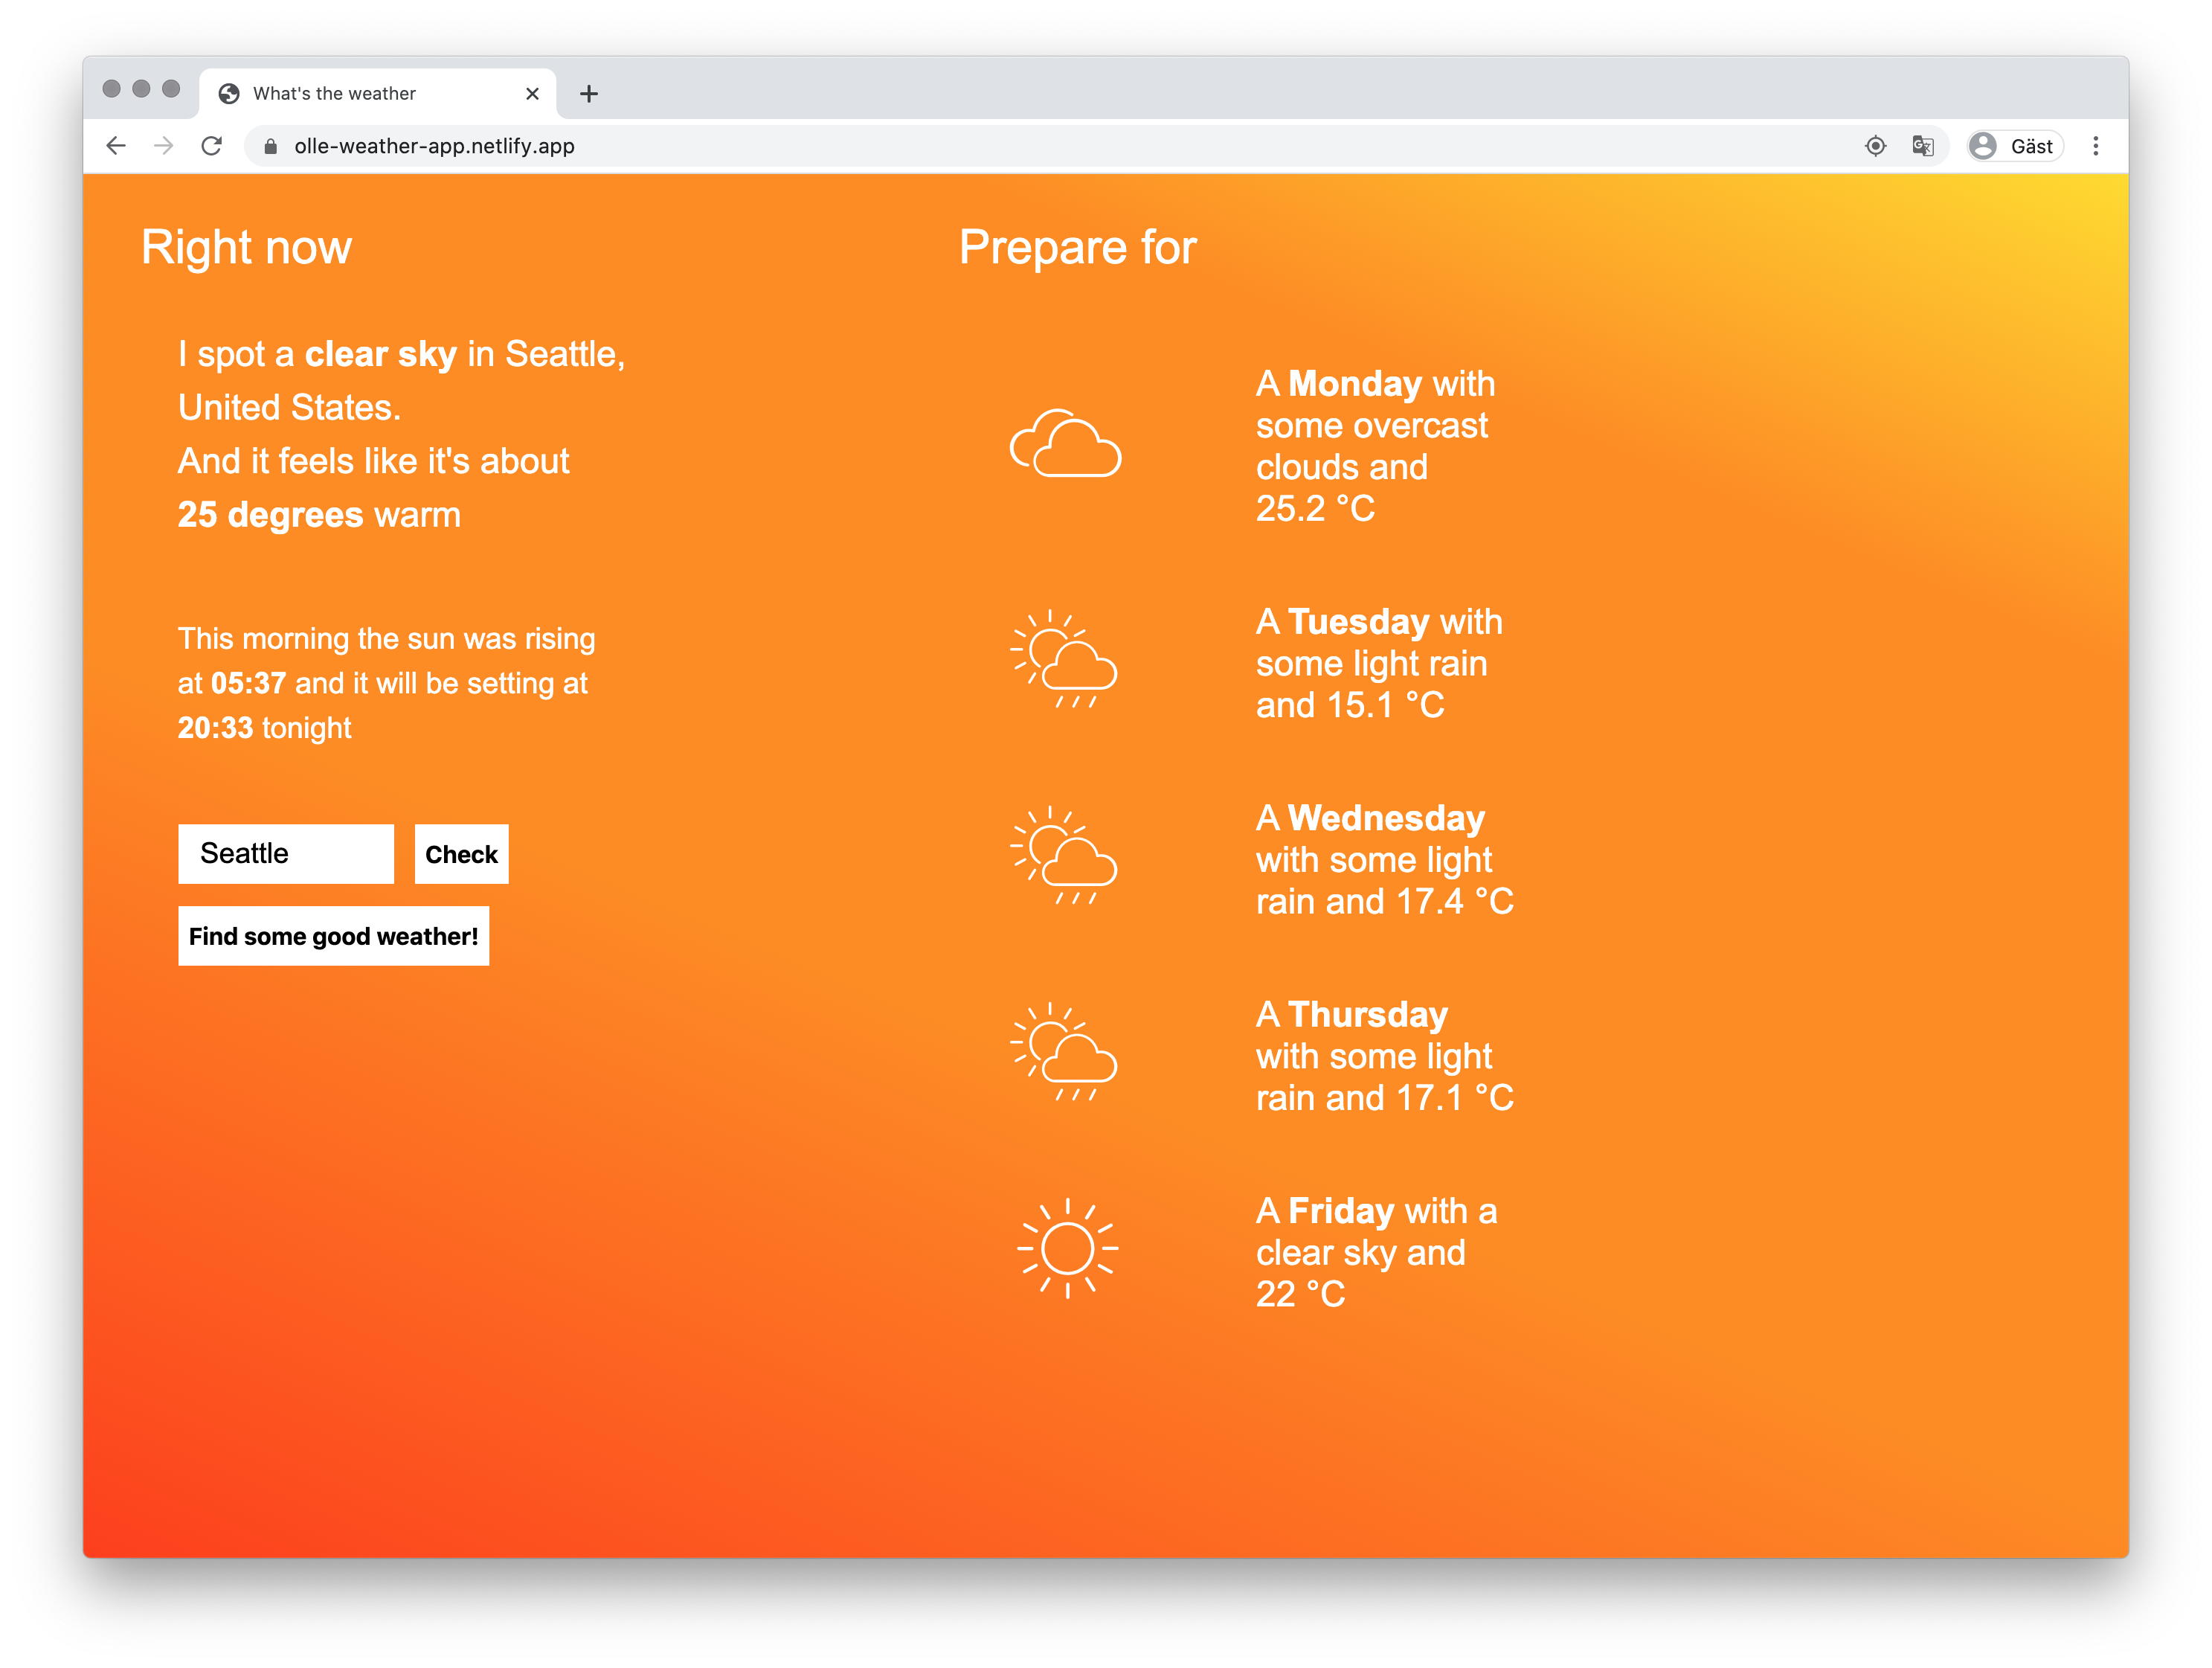 What's the weather
olle-weather-app.netlify.app
Gäst
Right now
I spot a clear sky in Seattle,
United States.
And it feels like it's about
25 degrees warm
This morning the sun was rising
at 05:37 and it will be setting at
20:33 tonight
Seattle
Check
Find some good weather!
Prepare for
A Monday with
some overcast
clouds and
25.2 °C
A Tuesday with
some light rain
and 15.1 °C
A Wednesday
with some light
rain and 17.4 °C
A Thursday
with some light
rain and 17.1 °C
A Friday with a
clear sky and
22 °C